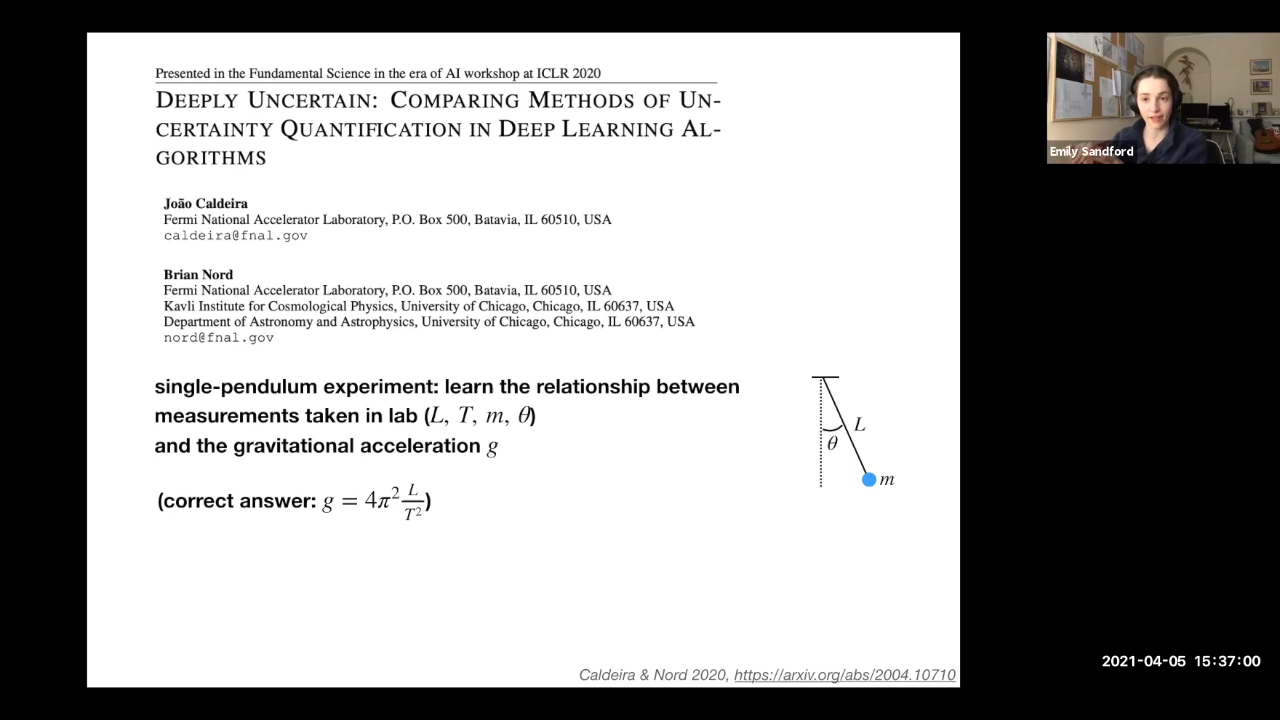 Presented in the Fundamental Science in the era of AI workshop at ICLR 2020
DEEPLY UNCERTAIN: COMPARING METHODS OF UN-
CERTAINTY QUANTIFICATION IN DEEP LEARNING AL-
GORITHMS
João Caldeira
Fermi National Accelerator Laboratory, P.O. Box 500, Batavia, IL 60510, USA
caldeira@fnal.gov
Brian Nord
Fermi National Accelerator Laboratory, P.O. Box 500, Batavia, IL 60510, USA
Kavli Institute for Cosmological Physics, University of Chicago, Chicago, IL 60637, USA
Department of Astronomy and Astrophysics, University of Chicago, Chicago, IL 60637, USA
nord@fnal.gov
single-pendulum experiment: learn the relationship between
measurements taken in lab (L, T, m, θ)
and the gravitational acceleration g
(correct answer: g = 4π² L/T²)
L
θ
m
Caldeira & Nord 2020, https://arxiv.org/abs/2004.10710
Emily Sandford
2021-04-05 15:37:00